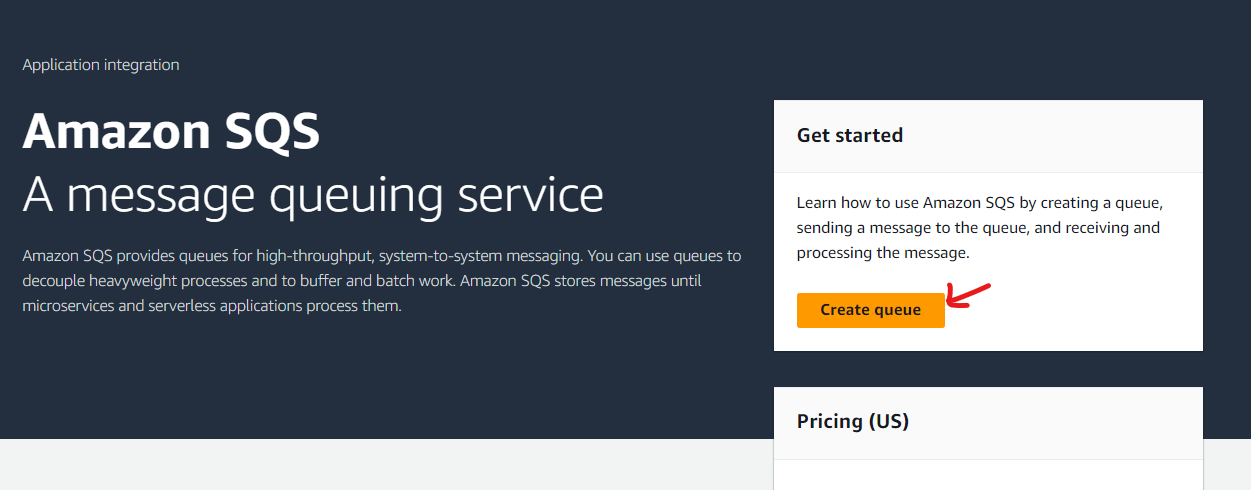 Application integration
Amazon SQS
A message queuing service
Amazon SQS provides queues for high-throughput, system-to-system messaging. You can use queues to
decouple heavyweight processes and to buffer and batch work. Amazon SQS stores messages until
microservices and serverless applications process them.
Get started
Learn how to use Amazon SQS by creating a queue,
sending a message to the queue, and receiving and
processing the message.
Create queue
Pricing (US)